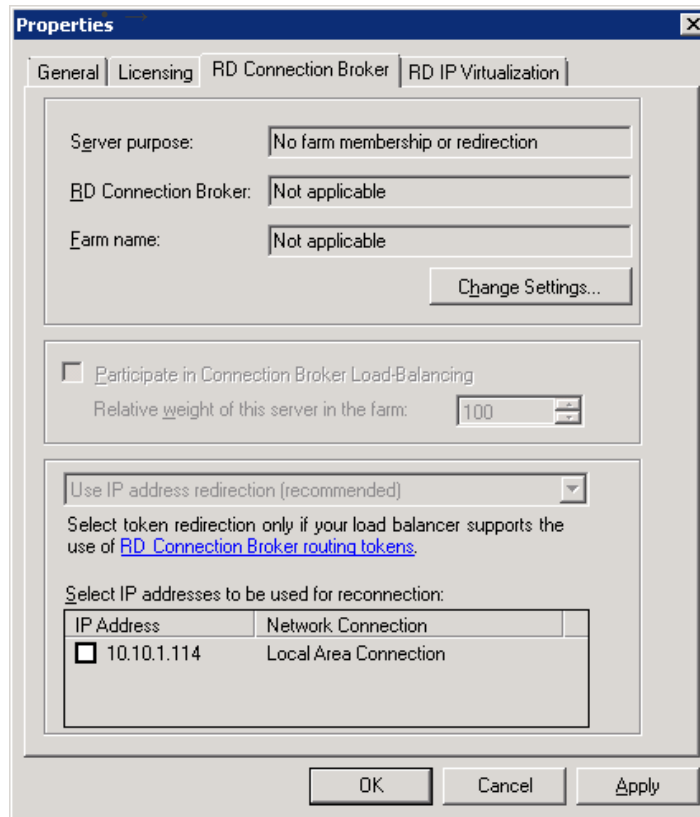 Properties
General Licensing RD Connection Broker RD IP Virtualization
Server purpose: No farm membership or redirection
RD Connection Broker: Not applicable
Farm name: Not applicable
Change Settings...
Participate in Connection Broker Load-Balancing
Relative weight of this server in the farm: 100
Use IP address redirection (recommended)
Select token redirection only if your load balancer supports the
use of RD Connection Broker routing tokens.
Select IP addresses to be used for reconnection:
IP Address Network Connection
10.10.1.114 Local Area Connection
OK Cancel Apply